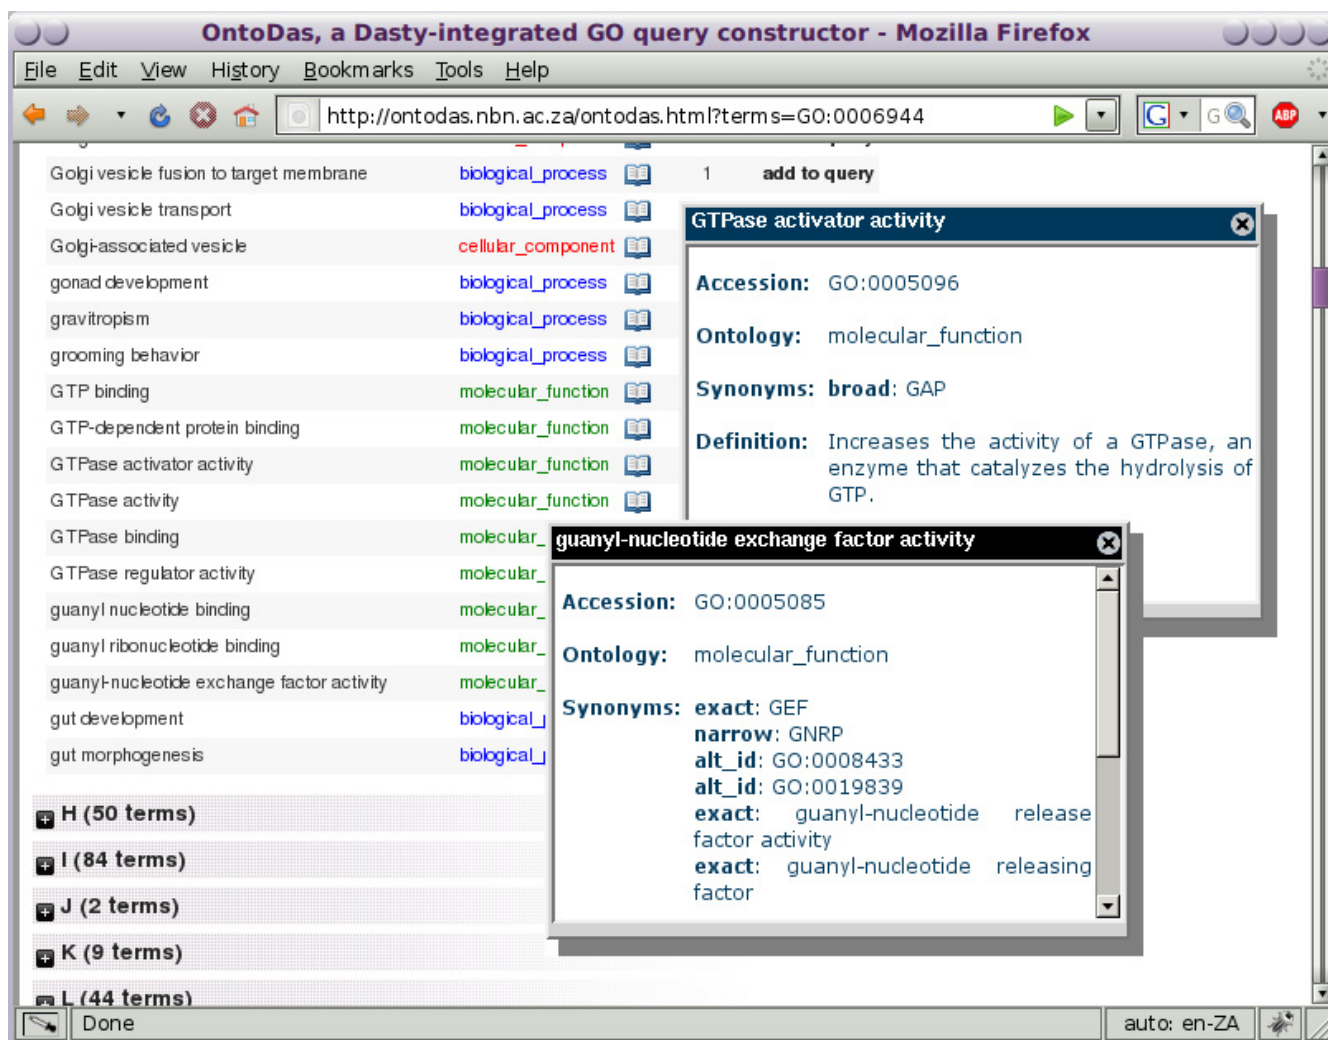 OntoDas, a Dasty-integrated GO query constructor - Mozilla Firefox
File Edit View History Bookmarks Tools Help
http://ontodas.nbn.ac.za/ontodas.html?terms=GO:0006944 G G ABP
Golgi vesicle fusion to target membrane biological_process 1 add to query
Golgi vesicle transport biological_process
Golgi-associated vesicle cellular_component
gonad development biological_process
gravitropism biological_process
grooming behavior biological_process
GTP binding molecular_function
GTP-dependent protein binding molecular_function
GTPase activator activity molecular_function
GTPase activity molecular_function
GTPase binding molecular_
GTPase regulator activity molecular_
guanyl nucleotide binding molecular_
guanyl ribonucleotide binding molecular_
guanyl-nucleotide exchange factor activity molecular_
gut development biological_
gut morphogenesis biological_
H (50 terms)
I (84 terms)
J (2 terms)
K (9 terms)
L (44 terms)
GTPase activator activity
Accession: GO:0005096
Ontology: molecular_function
Synonyms: broad: GAP
Definition: Increases the activity of a GTPase, an
enzyme that catalyzes the hydrolysis of
GTP.
guanyl-nucleotide exchange factor activity
Accession: GO:0005085
Ontology: molecular_function
Synonyms: exact: GEF
narrow: GNRP
alt_id: GO:0008433
alt_id: GO:0019839
exact: guanyl-nucleotide release
factor activity
exact: guanyl-nucleotide releasing
factor
Done auto: en-ZA